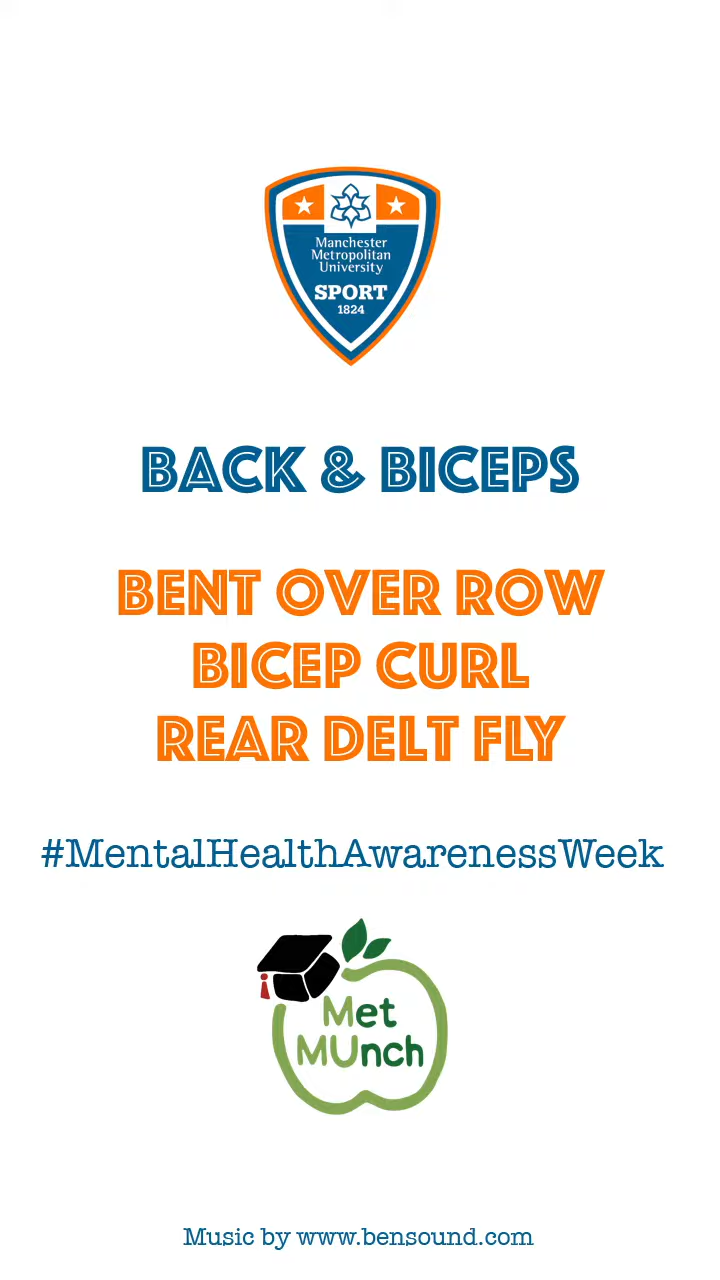 Manchester
Metropolitan
University
SPORT
1824
BACK & BICEPS
BENT OVER ROW
BICEP CURL
REAR DELT FLY
#MentalHealthAwarenessWeek
Met
MUnch
Music by www.bensound.com